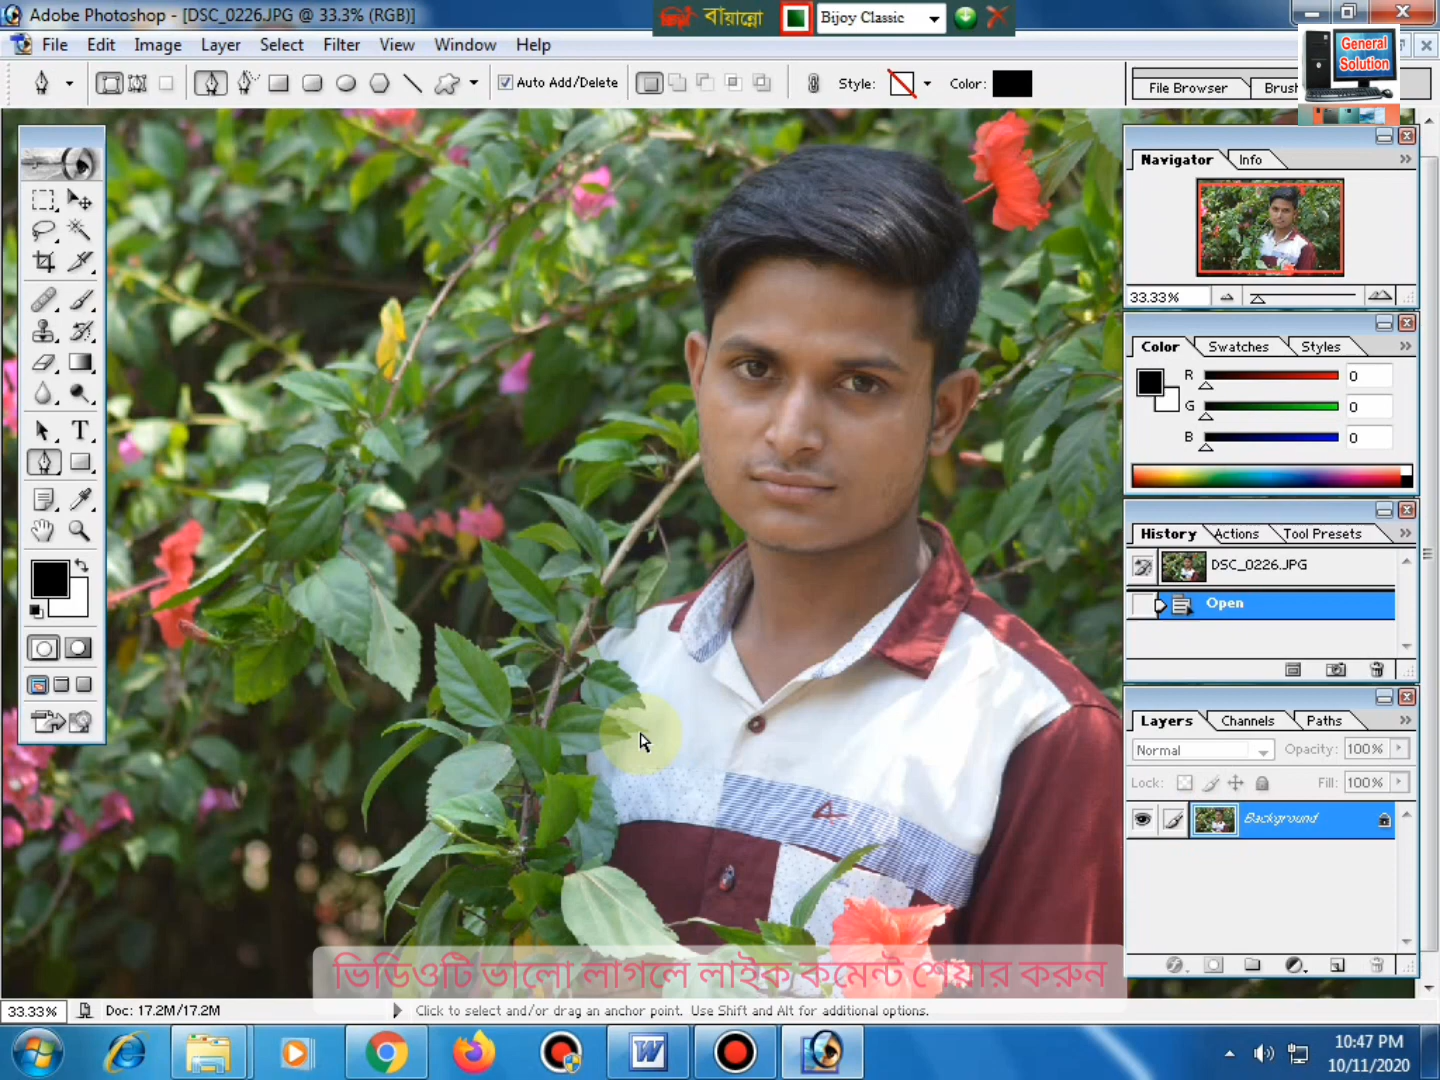 Adobe Photoshop - [DSC_0226.JPG @ 33.3% (RGB)]
বায়ান্নো
Bijoy Classic
File Edit Image Layer Select Filter View Window Help
General
Solution
Auto Add/Delete
Style:
Color:
File Browser
Navigator Info
33.33%
Color Swatches Styles
R 0
G 0
B 0
History Actions Tool Presets
DSC_0226.JPG
Open
Layers Channels Paths
Normal Opacity: 100%
Lock: Fill: 100%
Background
ভিডিওটি ভালো লাগলে লাইক কমেন্ট শেয়ার করুন
33.33% Doc: 17.2M/17.2M Click to select and/or drag an anchor point. Use Shift and Alt for additional options.
10:47 PM
10/11/2020